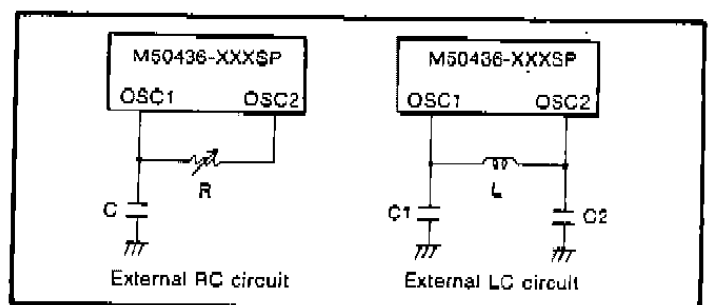 M50436-XXXSP
OSC1 OSC2
R
C
External RC circuit
M50436-XXXSP
OSC1 OSC2
L
C1 C2
External LC circuit